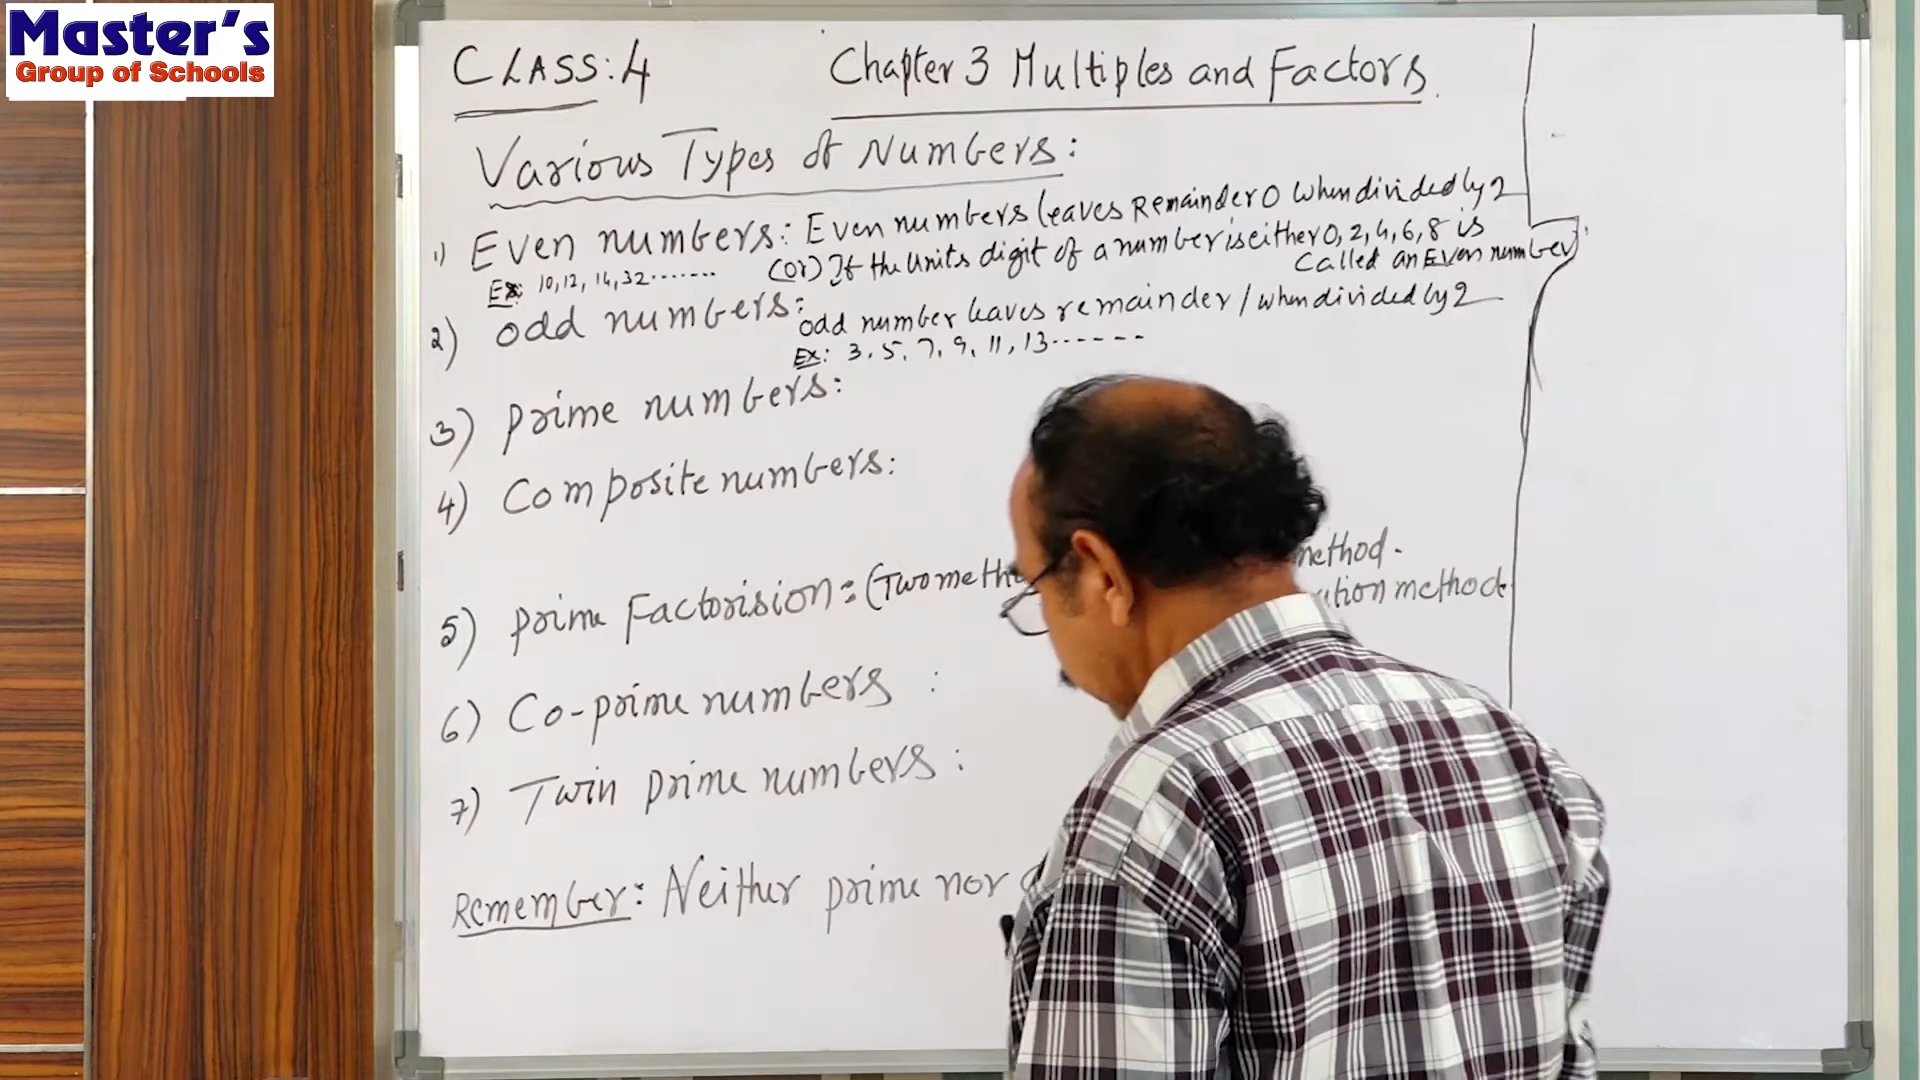 Master's
Group of Schools
CLASS: 4
Chapter 3 Multiples and Factors.
Various Types of Numbers:
1) Even numbers: Even numbers leaves Remainder 0 when divided by 2
(or) If the Units digit of a number is either 0, 2, 4, 6, 8 is
called an Even number
Ex: 10, 12, 14, 32.......
2) odd numbers: odd number leaves remainder 1 when divided by 2
Ex: 3, 5, 7, 9, 11, 13------
3) prime numbers:
4) Composite numbers:
5) prime Factorision: (Two method.
method.
6) Co-prime numbers :
7) Twin prime numbers :
Remember: Neither prime nor